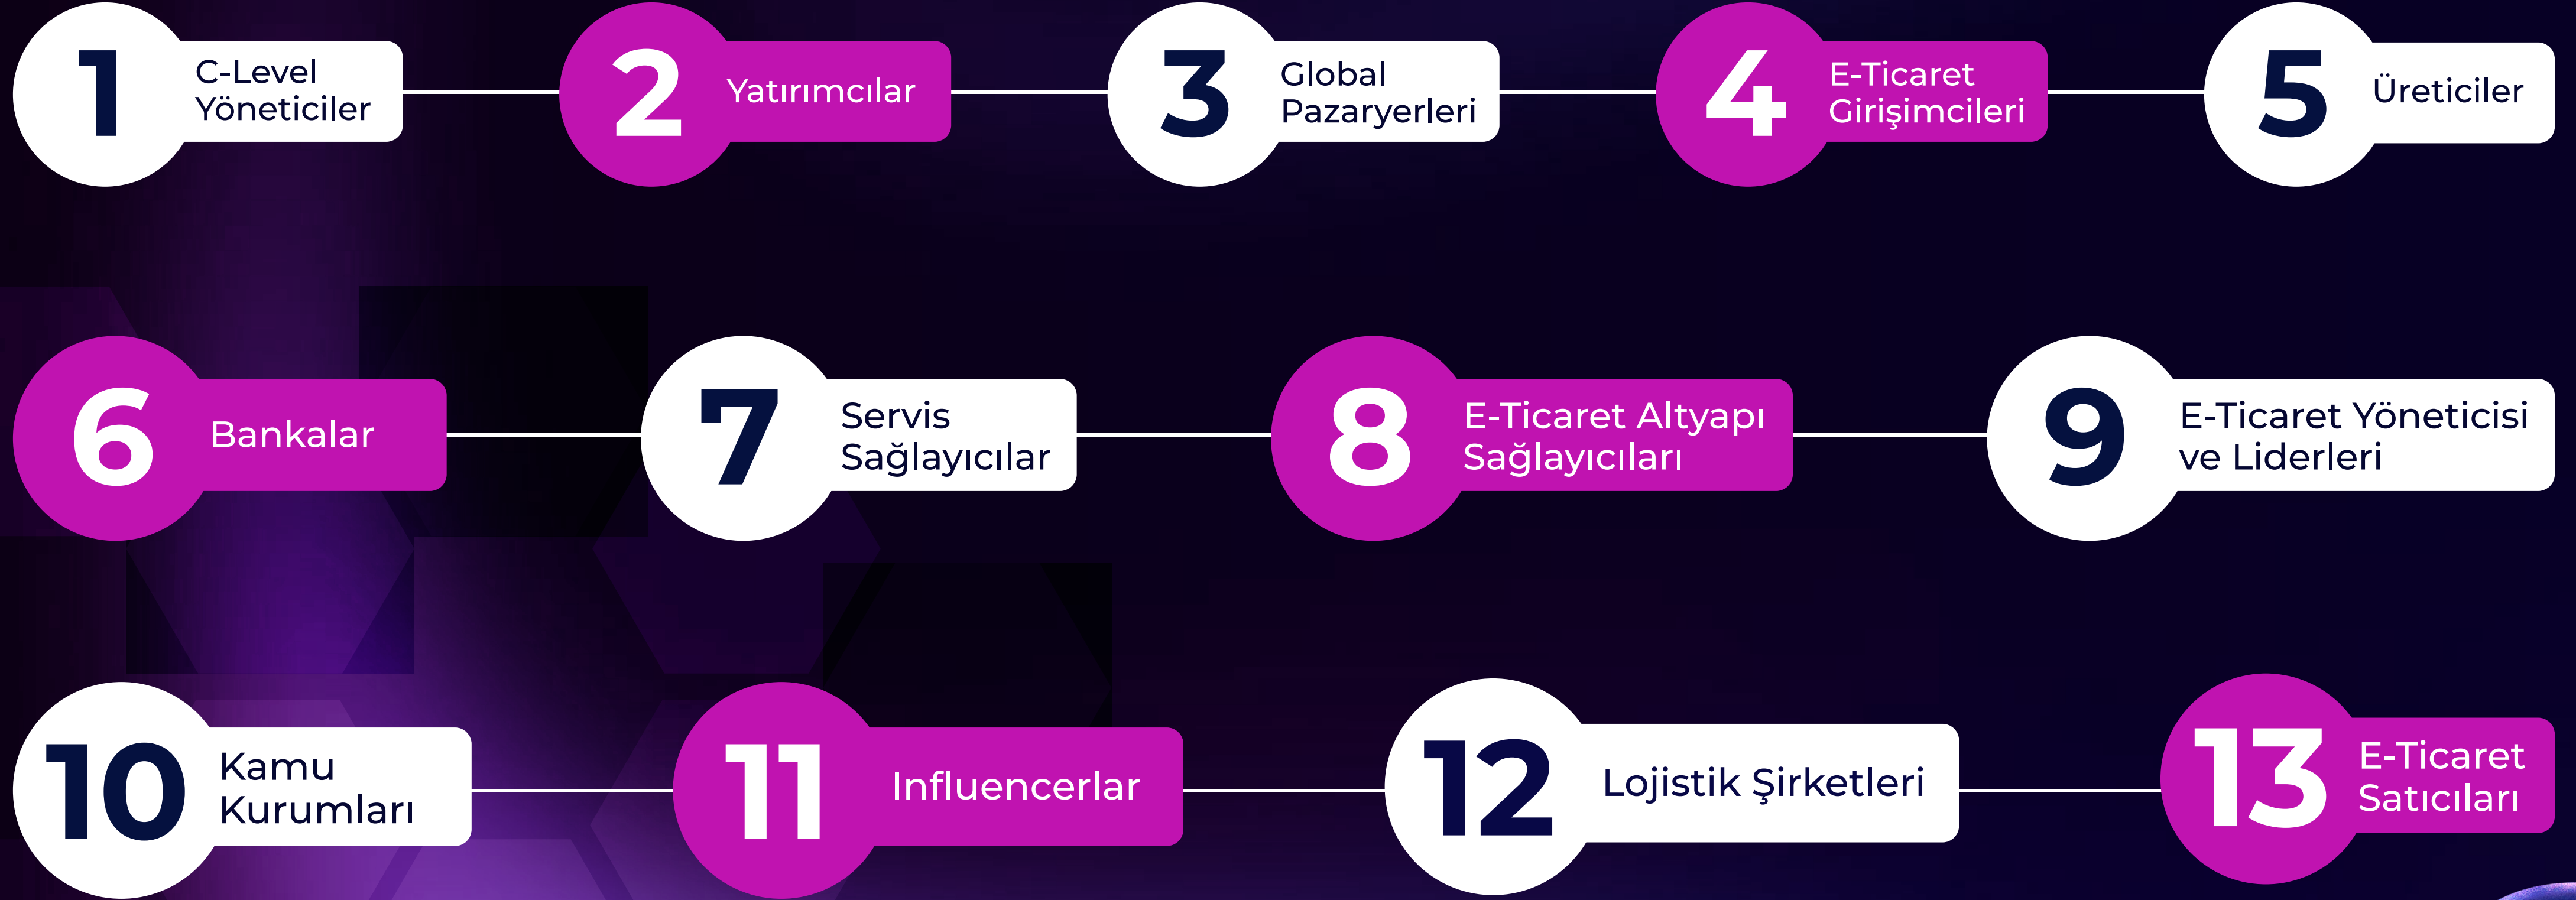 1
C-Level
Yöneticiler
2
Yatırımcılar
3
Global
Pazaryerleri
4
E-Ticaret
Girişimcileri
5
Üreticiler
6
Bankalar
7
Servis
Sağlayıcılar
8
E-Ticaret Altyapı
Sağlayıcıları
9
E-Ticaret Yöneticisi
ve Liderleri
10
Kamu
Kurumları
11
Influencerlar
12
Lojistik Şirketleri
13
E-Ticaret
Satıcıları